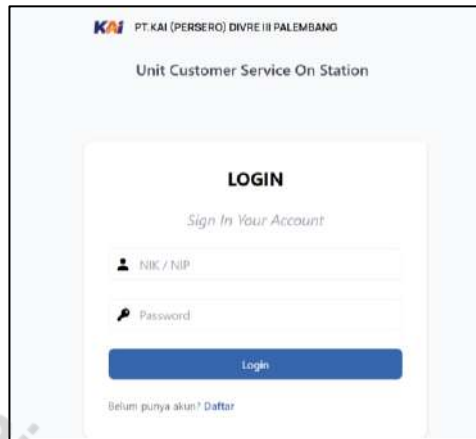 KAI PT.KAI (PERSERO) DIVRE III PALEMBANG
Unit Customer Service On Station
LOGIN
Sign In Your Account
NIK / NIP
Password
Login
Belum punya akun? Daftar